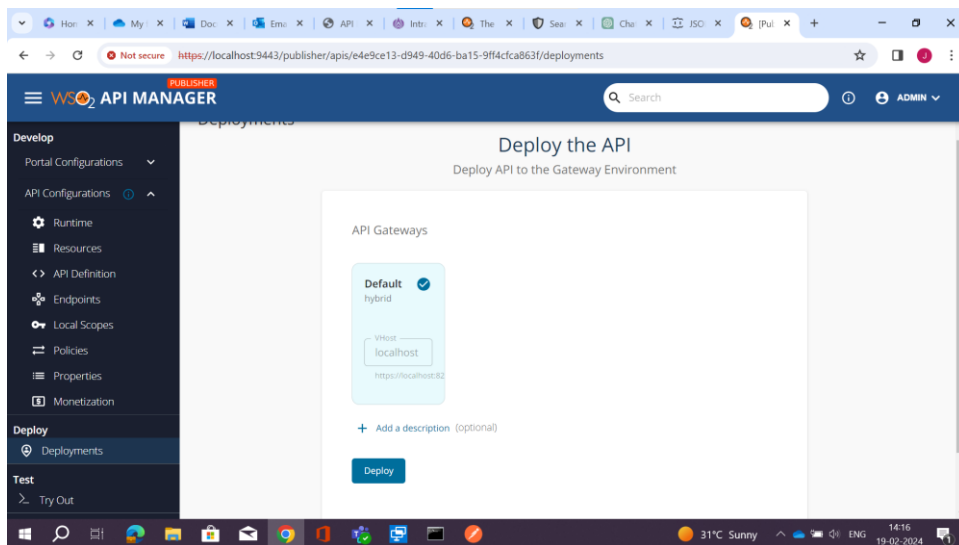 Hon
My
Doc
Ema
API
Intr
The
Sea
Cha
JSO
[Pul
Not secure https://localhost:9443/publisher/apis/e4e9ce13-d949-40d6-ba15-9ff4cfca863f/deployments
J
PUBLISHER
WSO2 API MANAGER
Search
ADMIN
Develop
Portal Configurations
API Configurations
Runtime
Resources
API Definition
Endpoints
Local Scopes
Policies
Properties
Monetization
Deploy
Deployments
Test
Try Out
Deployments
Deploy the API
Deploy API to the Gateway Environment
API Gateways
Default
hybrid
VHost
localhost
https://localhost:82
Add a description (optional)
Deploy
31°C Sunny
ENG
14:16
19-02-2024
1